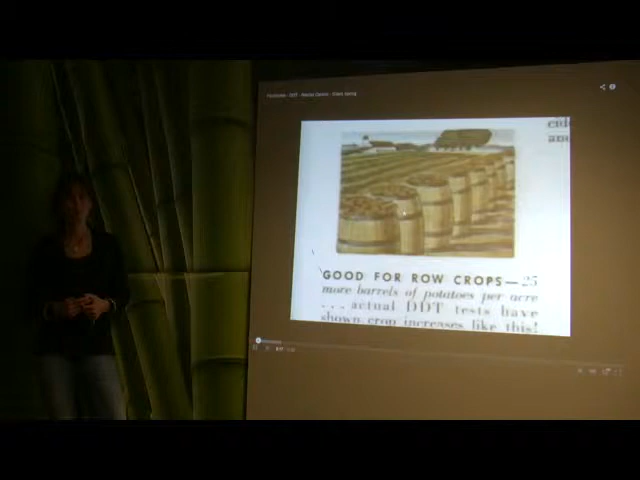 GOOD FOR ROW CROPS—25
more barrels of potatoes per acre
... actual DDT tests have
shown crop increases like this!